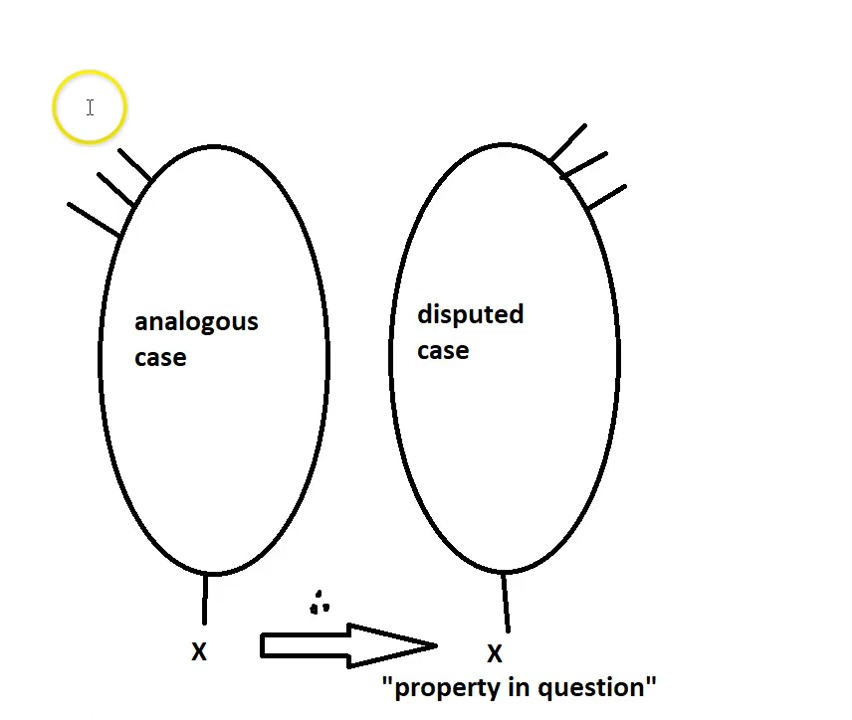 analogous
case
disputed
case
∴
X
X
"property in question"